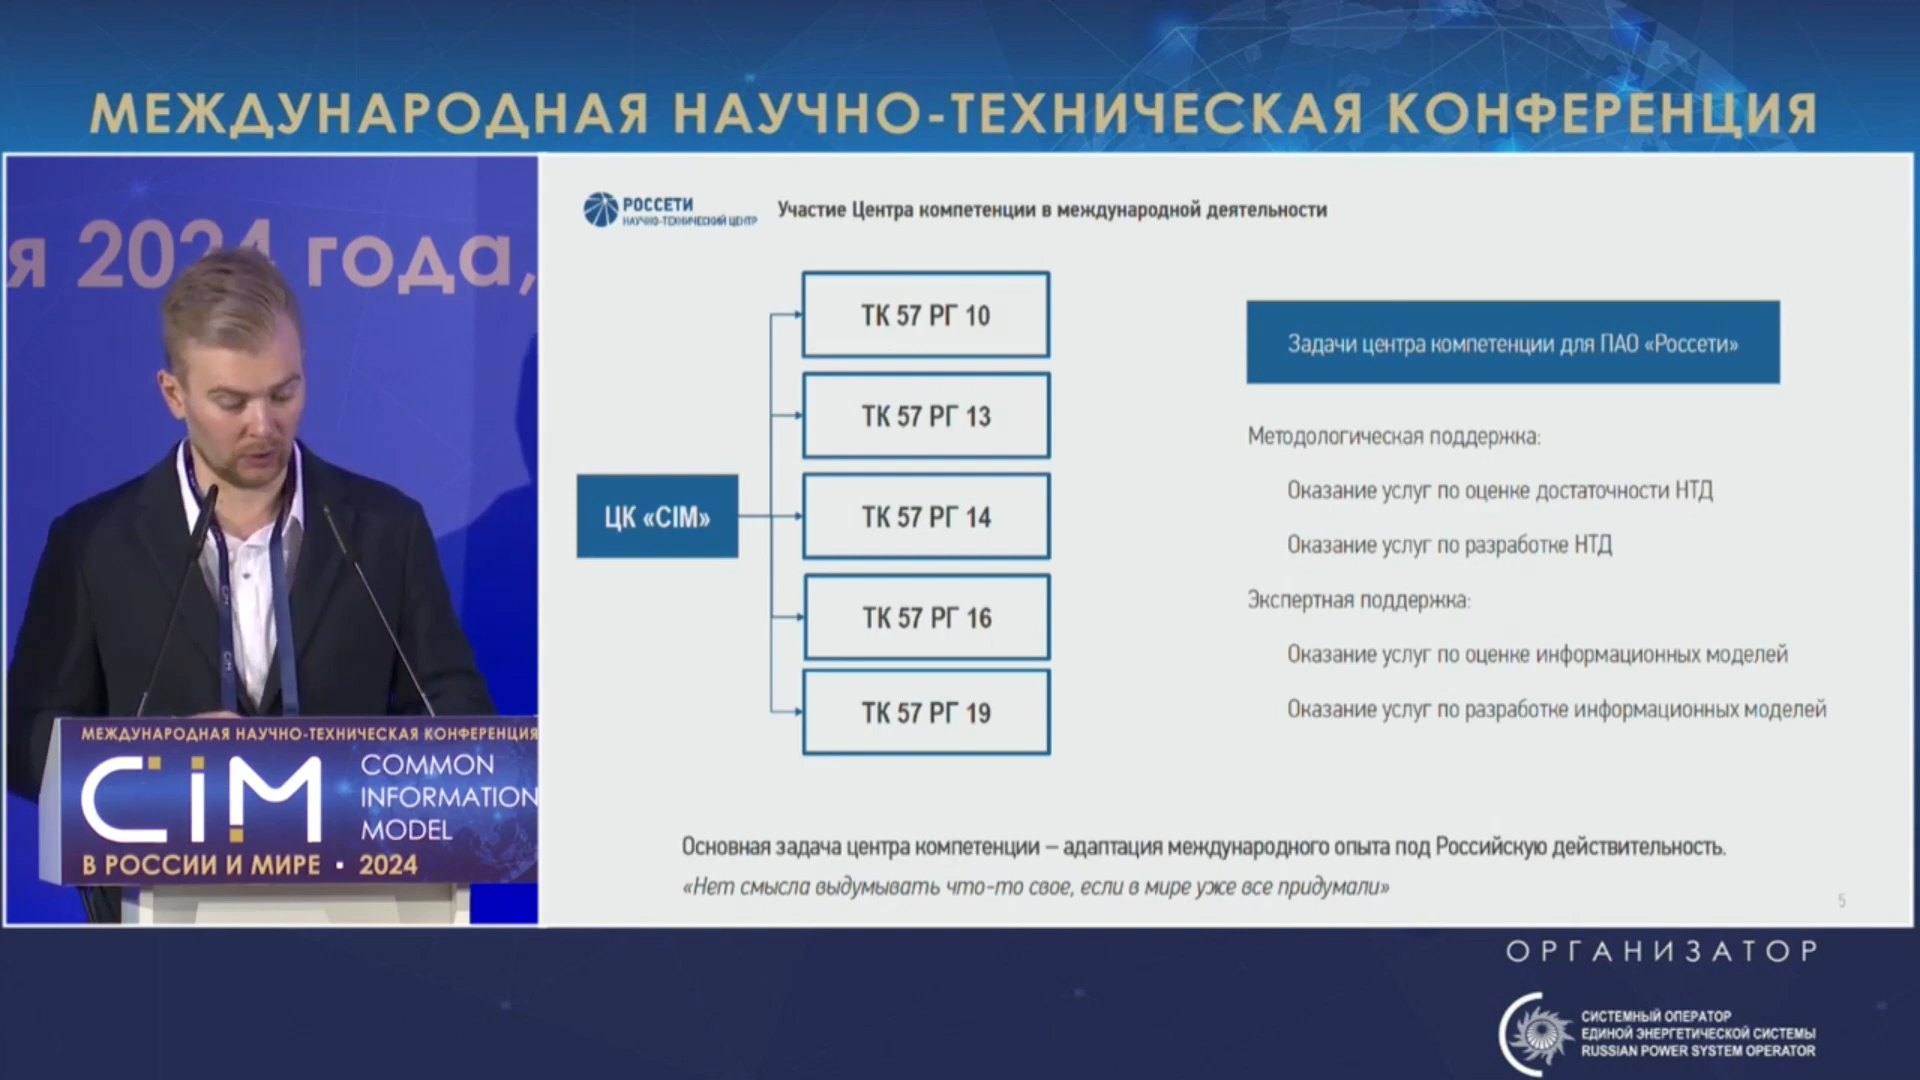 МЕЖДУНАРОДНАЯ НАУЧНО-ТЕХНИЧЕСКАЯ КОНФЕРЕНЦИЯ
я 2024 года,
МЕЖДУНАРОДНАЯ НАУЧНО-ТЕХНИЧЕСКАЯ КОНФЕРЕНЦИЯ
CiM
COMMON
INFORMATION
MODEL
В РОССИИ И МИРЕ • 2024
РОССЕТИ
НАУЧНО-ТЕХНИЧЕСКИЙ ЦЕНТР
Участие Центра компетенции в международной деятельности
ЦК «CIM»
ТК 57 РГ 10
ТК 57 РГ 13
ТК 57 РГ 14
ТК 57 РГ 16
ТК 57 РГ 19
Задачи центра компетенции для ПАО «Россети»
Методологическая поддержка:
Оказание услуг по оценке достаточности НТД
Оказание услуг по разработке НТД
Экспертная поддержка:
Оказание услуг по оценке информационных моделей
Оказание услуг по разработке информационных моделей
Основная задача центра компетенции – адаптация международного опыта под Российскую действительность.
«Нет смысла выдумывать что-то свое, если в мире уже все придумали»
5
ОРГАНИЗАТОР
СИСТЕМНЫЙ ОПЕРАТОР
ЕДИНОЙ ЭНЕРГЕТИЧЕСКОЙ СИСТЕМЫ
RUSSIAN POWER SYSTEM OPERATOR